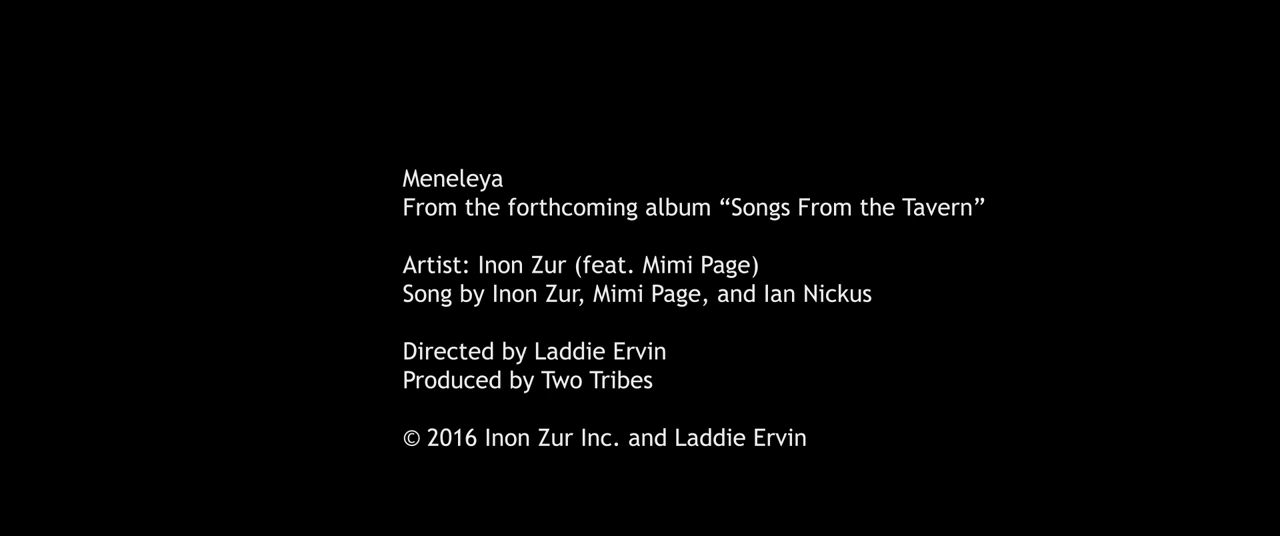 Meneleya
From the forthcoming album “Songs From the Tavern”
Artist: Inon Zur (feat. Mimi Page)
Song by Inon Zur, Mimi Page, and Ian Nickus
Directed by Laddie Ervin
Produced by Two Tribes
© 2016 Inon Zur Inc. and Laddie Ervin